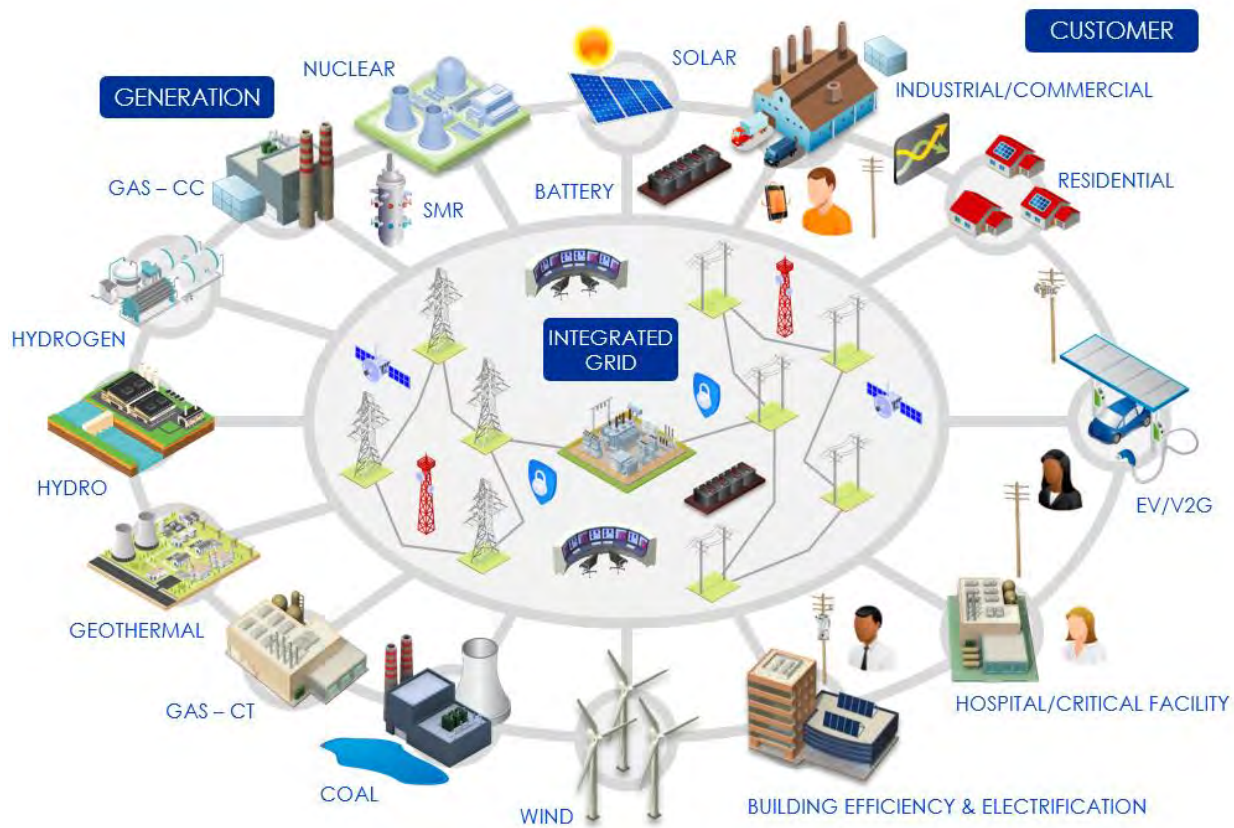 CUSTOMER
SOLAR
NUCLEAR
GENERATION
INDUSTRIAL/COMMERCIAL
GAS – CC
BATTERY
RESIDENTIAL
SMR
HYDROGEN
INTEGRATED
GRID
HYDRO
EV/V2G
GEOTHERMAL
HOSPITAL/CRITICAL FACILITY
GAS – CT
COAL
WIND
BUILDING EFFICIENCY & ELECTRIFICATION